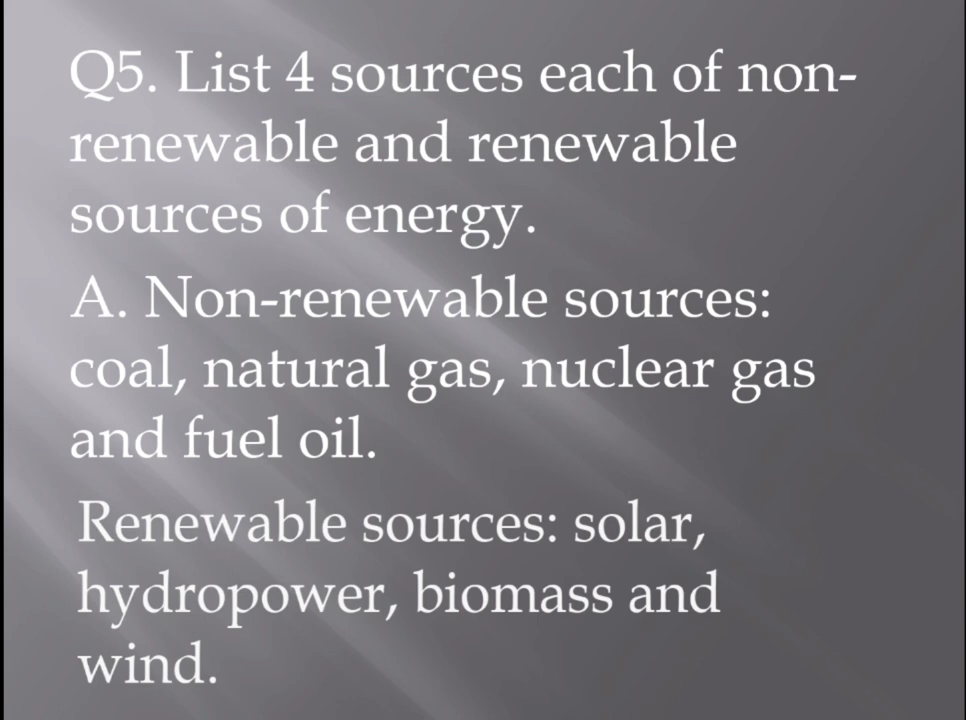 Q5. List 4 sources each of non-
renewable and renewable
sources of energy.
A. Non-renewable sources:
coal, natural gas, nuclear gas
and fuel oil.
Renewable sources: solar,
hydropower, biomass and
wind.